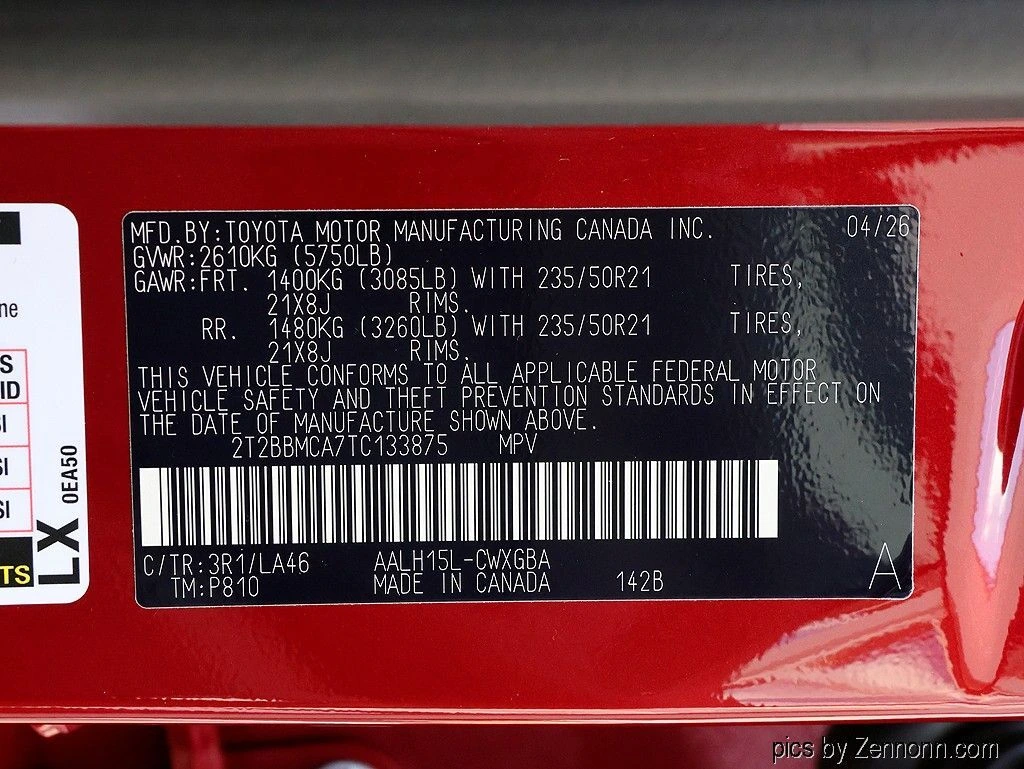 MFD.BY:TOYOTA MOTOR MANUFACTURING CANADA INC. 04/26
GVWR:2610KG (5750LB)
GAWR:FRT. 1400KG (3085LB) WITH 235/50R21 TIRES,
21X8J RIMS.
RR. 1480KG (3260LB) WITH 235/50R21 TIRES,
21X8J RIMS.
THIS VEHICLE CONFORMS TO ALL APPLICABLE FEDERAL MOTOR
VEHICLE SAFETY AND THEFT PREVENTION STANDARDS IN EFFECT ON
THE DATE OF MANUFACTURE SHOWN ABOVE.
2T2BBMCA7TC133875 MPV
C/TR:3R1/LA46 AALH15L-CWXGBA
TM:P810 MADE IN CANADA 142B A
LX 0EA50
pics by Zennonn.com